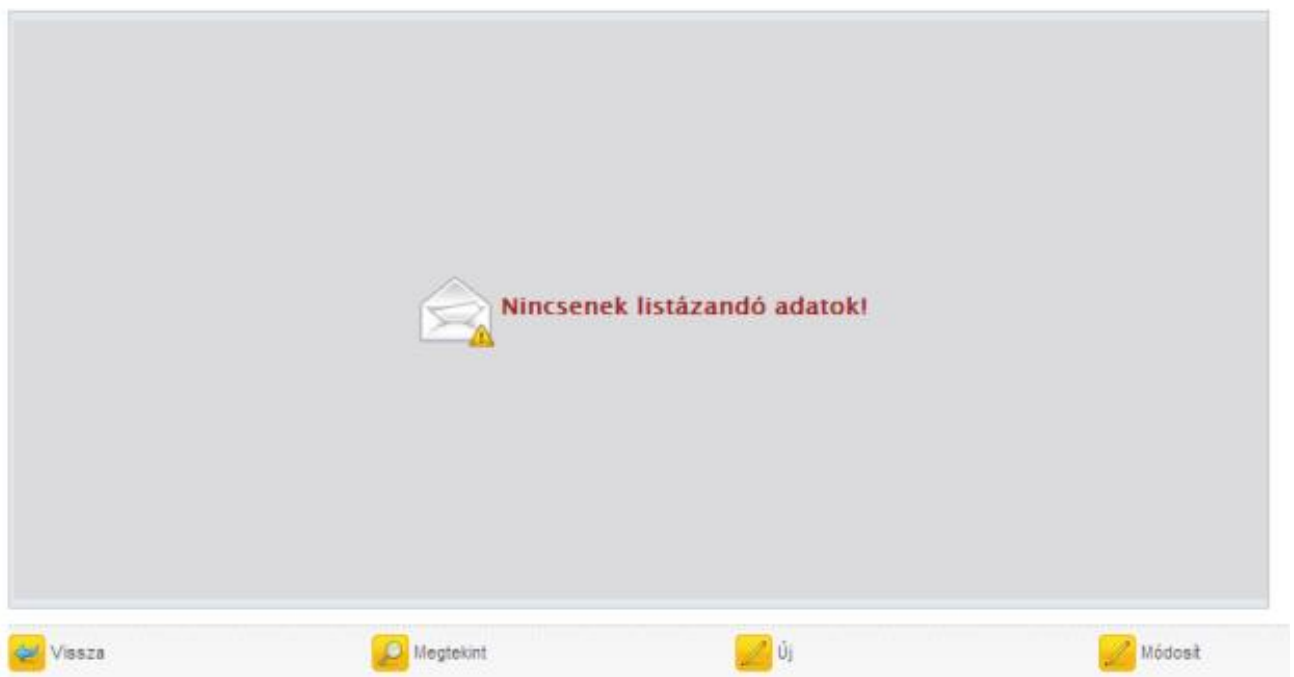 Nincsenek listázandó adatok!
Vissza
Megtekint
Új
Módosít